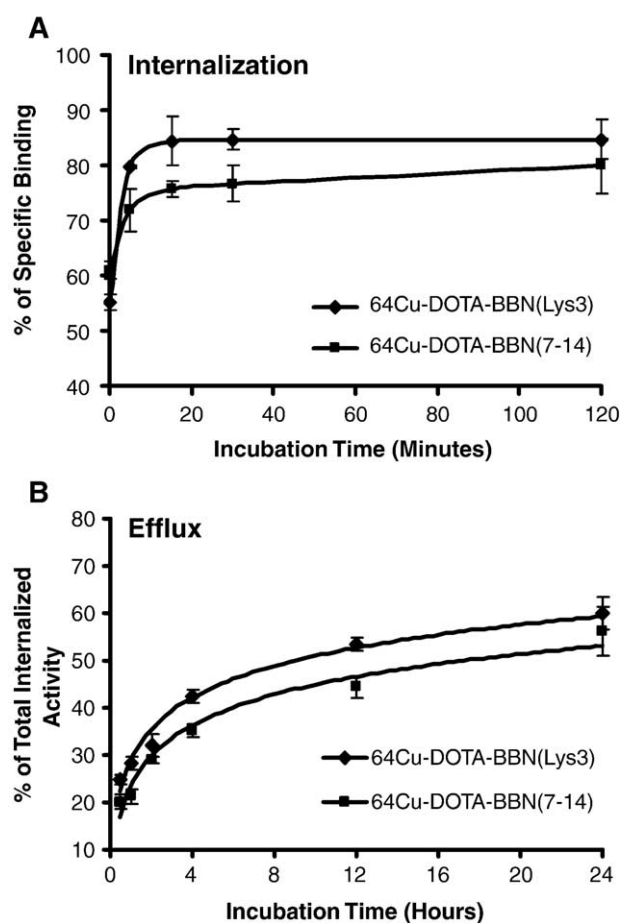 A
Internalization
% of Specific Binding
100
90
80
70
60
50
40
64Cu-DOTA-BBN(Lys3)
64Cu-DOTA-BBN(7-14)
0 20 40 60 80 100 120
Incubation Time (Minutes)
B
Efflux
% of Total Internalized
Activity
80
70
60
50
40
30
20
10
64Cu-DOTA-BBN(Lys3)
64Cu-DOTA-BBN(7-14)
0 4 8 12 16 20 24
Incubation Time (Hours)